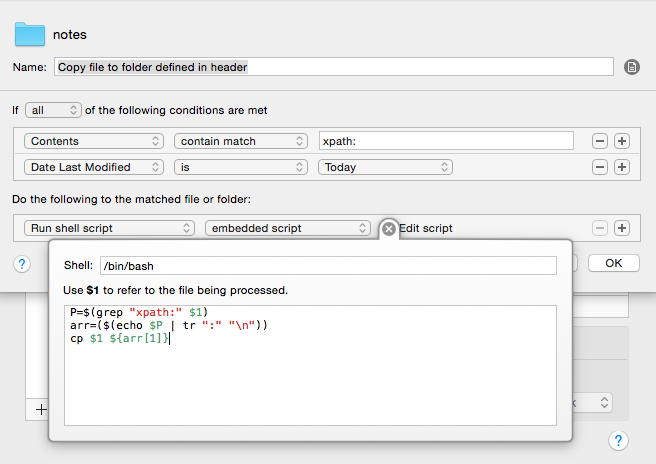 notes
Name: Copy file to folder defined in header
If all of the following conditions are met
Contents contain match xpath:
Date Last Modified is Today
Do the following to the matched file or folder:
Run shell script embedded script Edit script
? OK
Shell: /bin/bash
Use $1 to refer to the file being processed.
P=$(grep "xpath:" $1)
arr=($(echo $P | tr ":" "\n"))
cp $1 ${arr[1]}
?